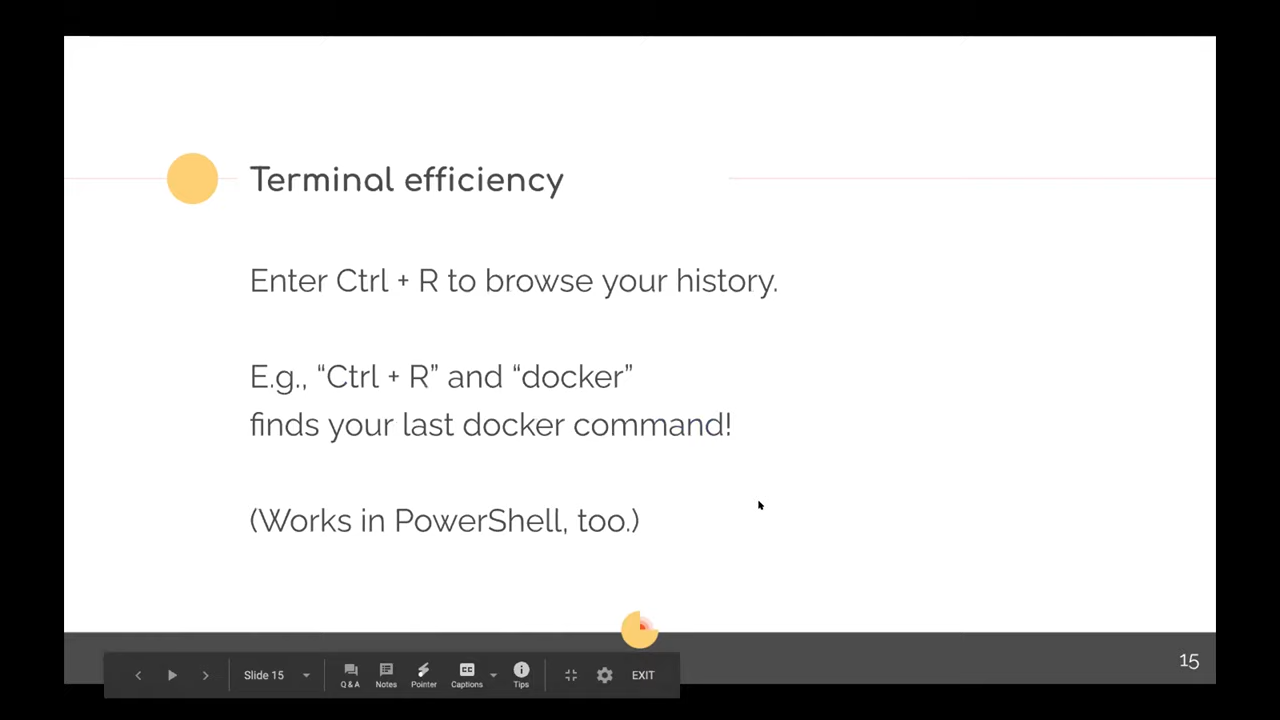 Terminal efficiency
Enter Ctrl + R to browse your history.
E.g., “Ctrl + R” and “docker”
finds your last docker command!
(Works in PowerShell, too.)
15
Slide 15
Q & A
Notes
Pointer
CC
Captions
Tips
EXIT